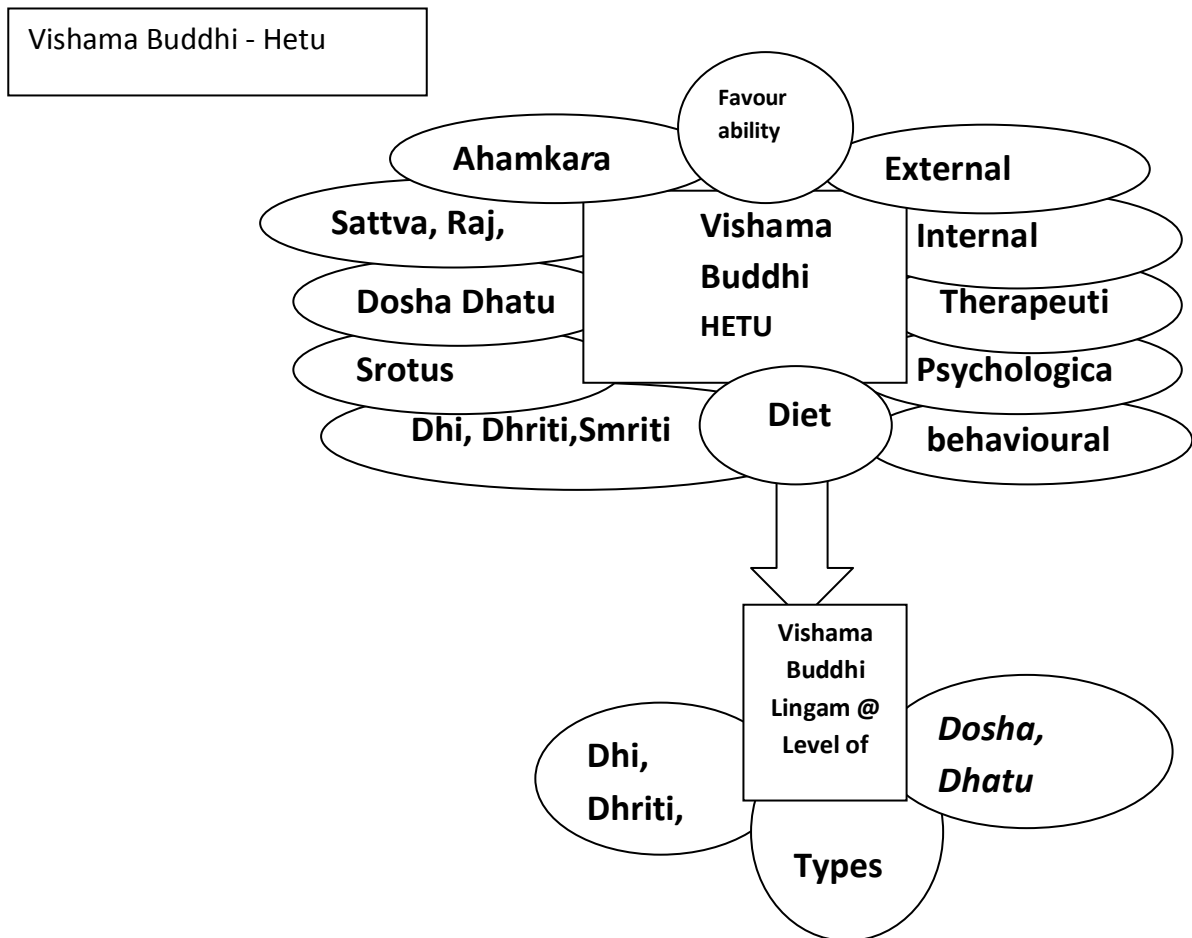 Vishama Buddhi - Hetu
Favour
ability
Ahamkara
External
Sattva, Raj,
Internal
Dosha Dhatu
Therapeuti
Srotus
Psychologica
Dhi, Dhriti,Smriti
behavioural
Vishama
Buddhi
HETU
Diet
Vishama
Buddhi
Lingam @
Level of
Dhi,
Dhriti,
Dosha,
Dhatu
Types